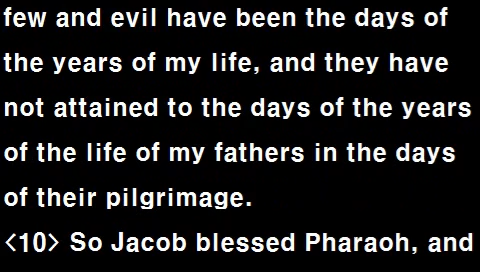 few and evil have been the days of
the years of my life, and they have
not attained to the days of the years
of the life of my fathers in the days
of their pilgrimage.
<10> So Jacob blessed Pharaoh, and